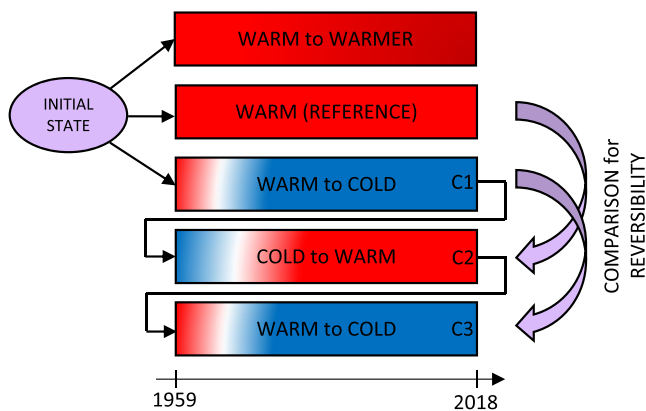 WARM to WARMER
INITIAL
STATE
WARM (REFERENCE)
WARM to COLD C1
COLD to WARM C2
WARM to COLD C3
COMPARISON for
REVERSIBILITY
1959 2018